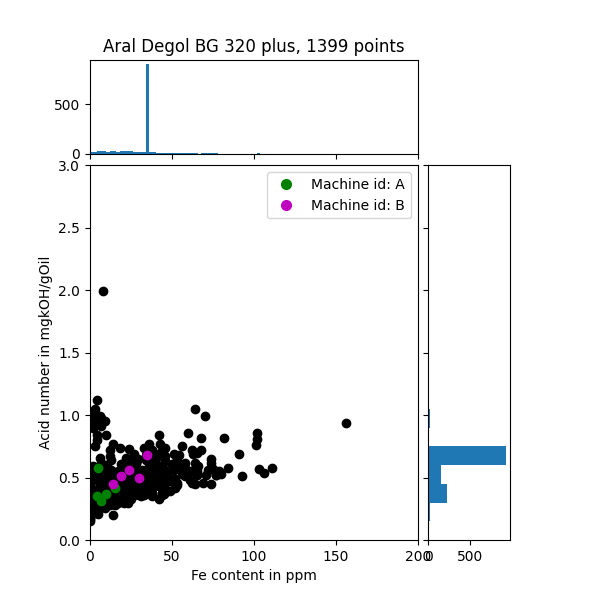 Aral Degol BG 320 plus, 1399 points
500
0
3.0
2.5
2.0
1.5
1.0
0.5
0.0
Acid number in mgkOH/gOil
Machine id: A
Machine id: B
0 50 100 150 200
0 500
Fe content in ppm